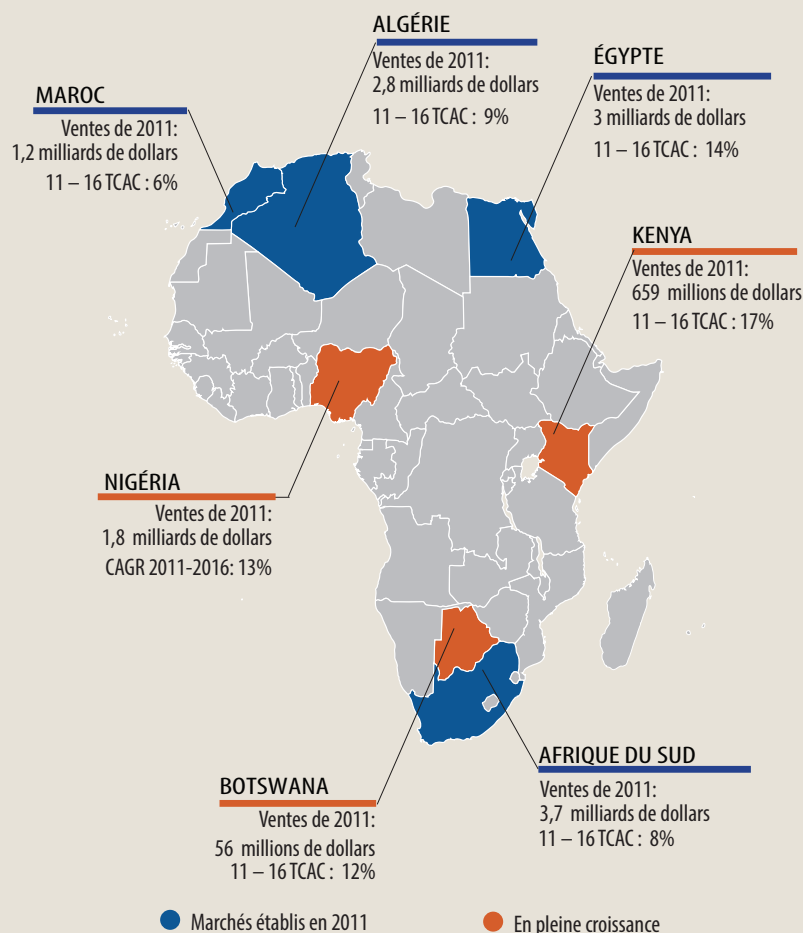 ALGÉRIE
Ventes de 2011:
2,8 milliards de dollars
11 – 16 TCAC : 9%
ÉGYPTE
Ventes de 2011:
3 milliards de dollars
11 – 16 TCAC : 14%
MAROC
Ventes de 2011:
1,2 milliards de dollars
11 – 16 TCAC : 6%
KENYA
Ventes de 2011:
659 millions de dollars
11 – 16 TCAC : 17%
NIGÉRIA
Ventes de 2011:
1,8 milliards de dollars
CAGR 2011-2016: 13%
BOTSWANA
Ventes de 2011:
56 millions de dollars
11 – 16 TCAC : 12%
AFRIQUE DU SUD
Ventes de 2011:
3,7 milliards de dollars
11 – 16 TCAC : 8%
Marchés établis en 2011
En pleine croissance